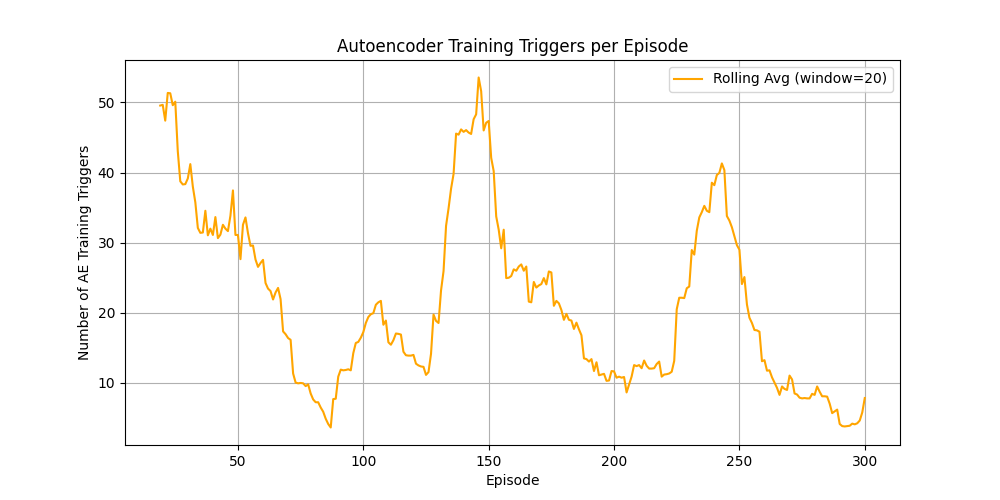 Autoencoder Training Triggers per Episode
Rolling Avg (window=20)
Number of AE Training Triggers
50
40
30
20
10
50
100
150
200
250
300
Episode